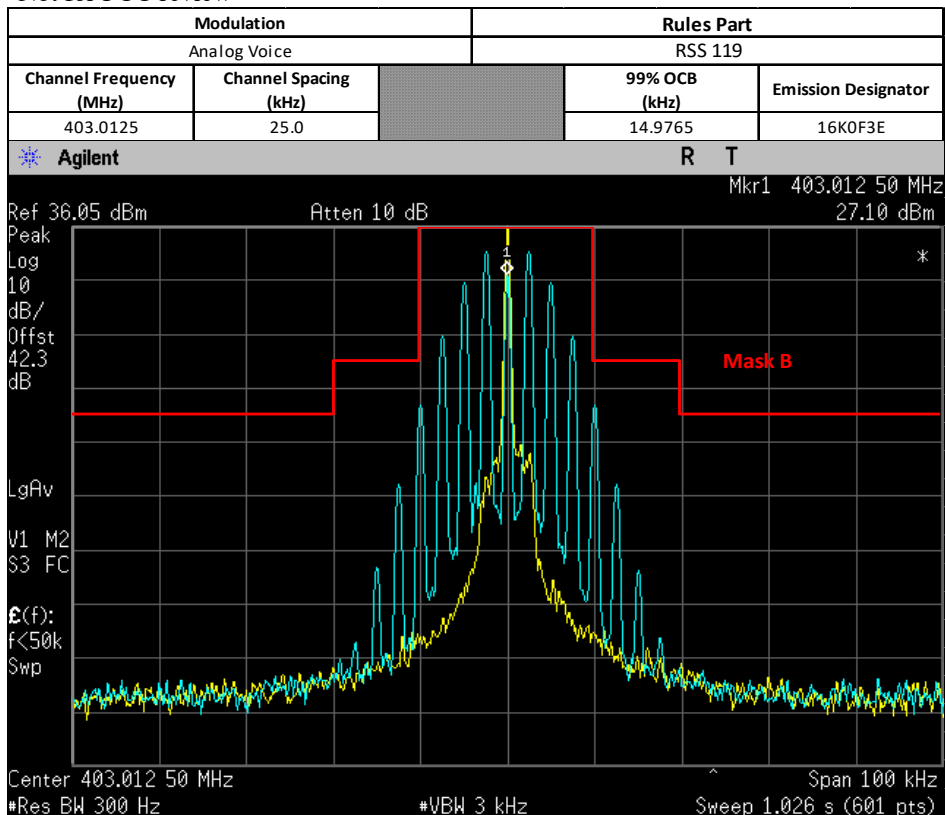 Modulation Rules Part
Analog Voice RSS 119
Channel Frequency (MHz) Channel Spacing (kHz) 99% OCB (kHz) Emission Designator
403.0125 25.0 14.9765 16K0F3E
Agilent R T
Mkr1 403.012 50 MHz
Ref 36.05 dBm Atten 10 dB 27.10 dBm
Peak
Log
10
dB/
Offst
42.3
dB
1
*
Mask B
LgAv
V1 M2
S3 FC
£(f):
f<50k
Swp
Center 403.012 50 MHz ^ Span 100 kHz
#Res BW 300 Hz #VBW 3 kHz Sweep 1.026 s (601 pts)